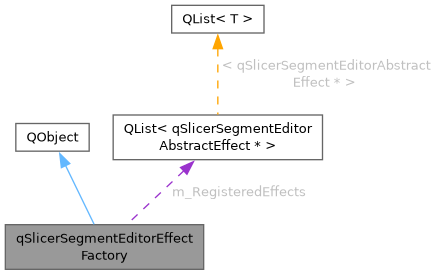 QList< T >
< qSlicerSegmentEditorAbstract
Effect * >
QList< qSlicerSegmentEditor
AbstractEffect * >
QObject
m_RegisteredEffects
qSlicerSegmentEditorEffect
Factory